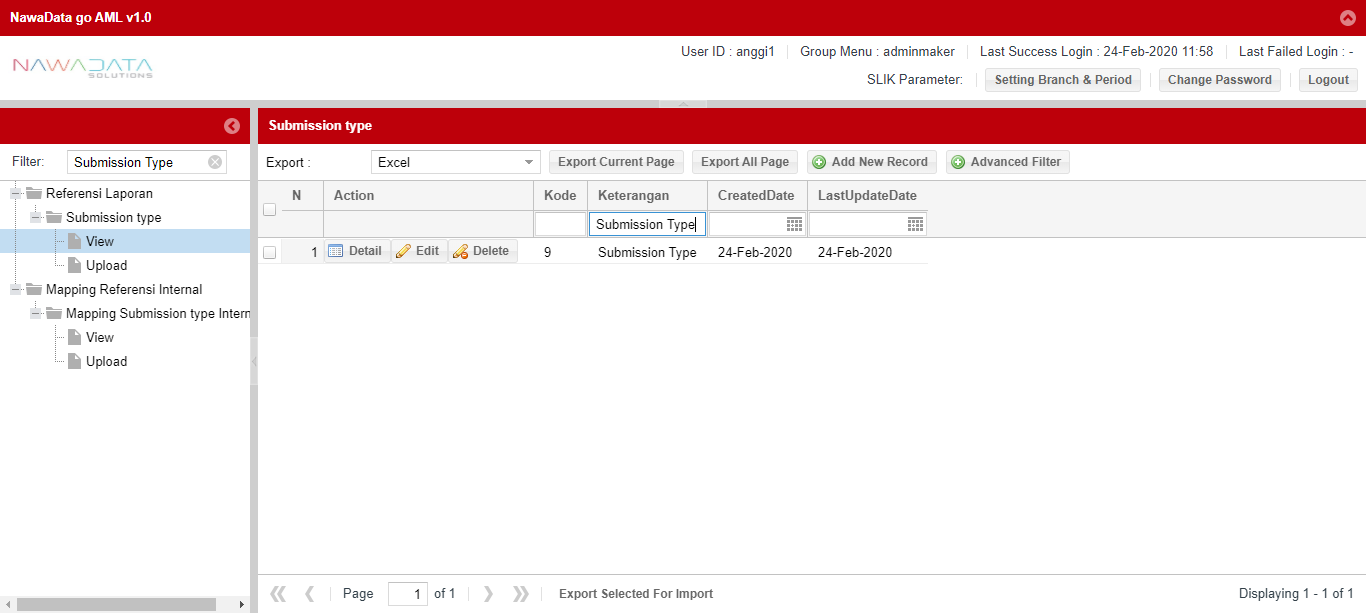 NawaData go AML v1.0
NAWADATA
SOLUTIONS
User ID : anggi1 Group Menu : adminmaker Last Success Login : 24-Feb-2020 11:58 Last Failed Login : -
SLIK Parameter: Setting Branch & Period Change Password Logout
Submission type
Filter: Submission Type
Export : Excel Export Current Page Export All Page Add New Record Advanced Filter
Referensi Laporan
Submission type
View
Upload
Mapping Referensi Internal
Mapping Submission type Intern
View
Upload
N Action Kode Keterangan CreatedDate LastUpdateDate
Submission Type
1 Detail Edit Delete 9 Submission Type 24-Feb-2020 24-Feb-2020
Page 1 of 1 Export Selected For Import Displaying 1 - 1 of 1